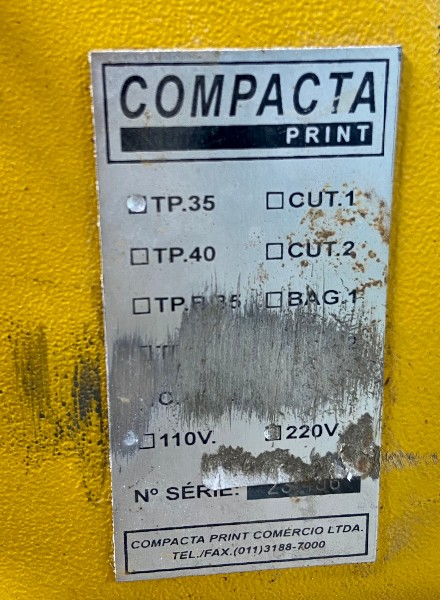 COMPACTA
PRINT
TP.35 CUT.1
TP.40 CUT.2
BAG.1
110V. 220V
Nº SÉRIE:
COMPACTA PRINT COMÉRCIO LTDA.
TEL./FAX.(011)3188-7000